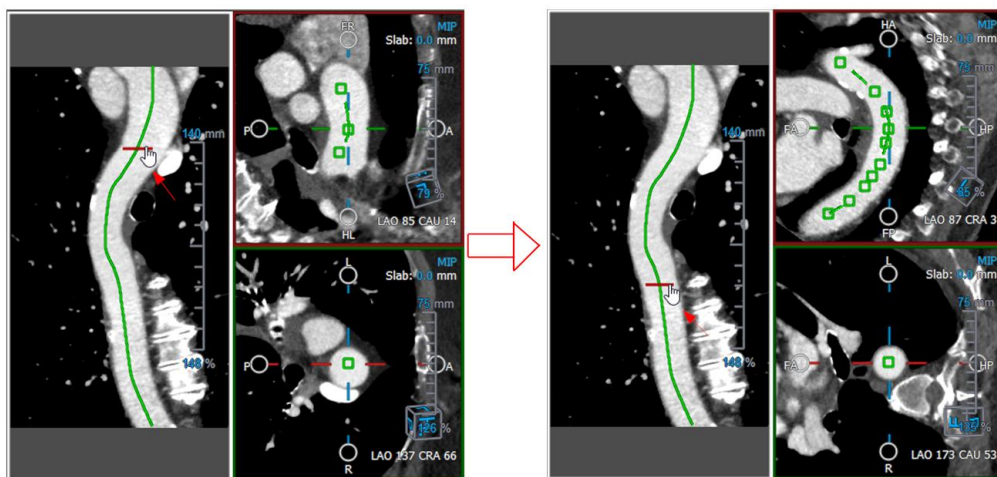 140 mm
148 %
FR
MIP
Slab: 0.0 mm
75 mm
P
A
79 %
LAO 85 CAU 14
HL
L
MIP
Slab: 0.0 mm
75 mm
P
A
126 %
LAO 137 CRA 66
R
140 mm
148 %
HA
MIP
Slab: 0.0 mm
75 mm
FA
HP
LAO 87 CRA 3
FP
L
MIP
Slab: 0.0 mm
75 mm
FA
HP
LAO 173 CAU 53
R